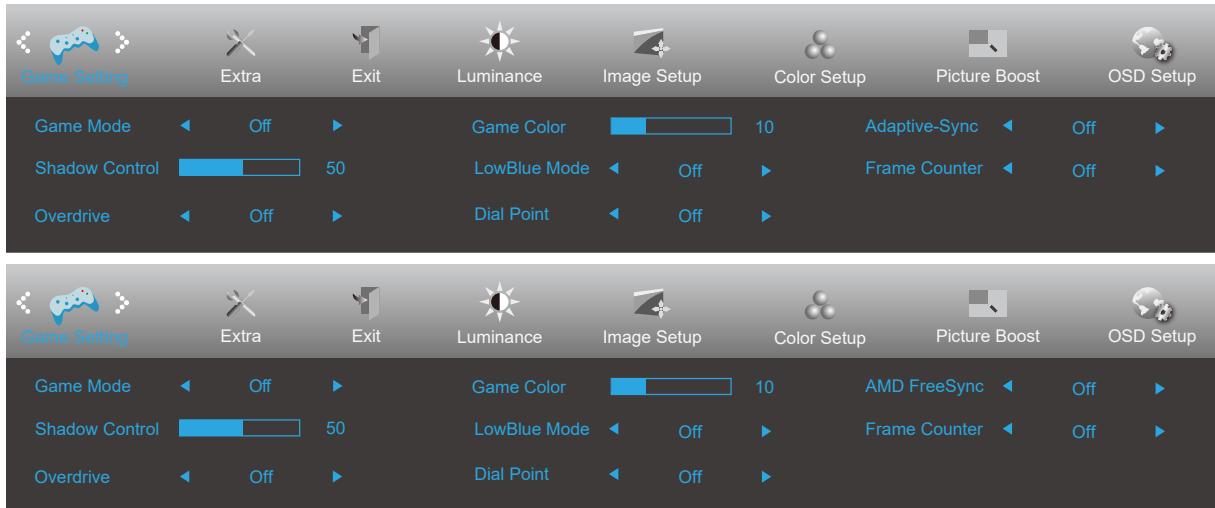 Game Setting Extra Exit Luminance Image Setup Color Setup Picture Boost OSD Setup
Game Mode Off Game Color 10 Adaptive-Sync Off
Shadow Control 50 LowBlue Mode Off Frame Counter Off
Overdrive Off Dial Point Off
Game Setting Extra Exit Luminance Image Setup Color Setup Picture Boost OSD Setup
Game Mode Off Game Color 10 AMD FreeSync Off
Shadow Control 50 LowBlue Mode Off Frame Counter Off
Overdrive Off Dial Point Off